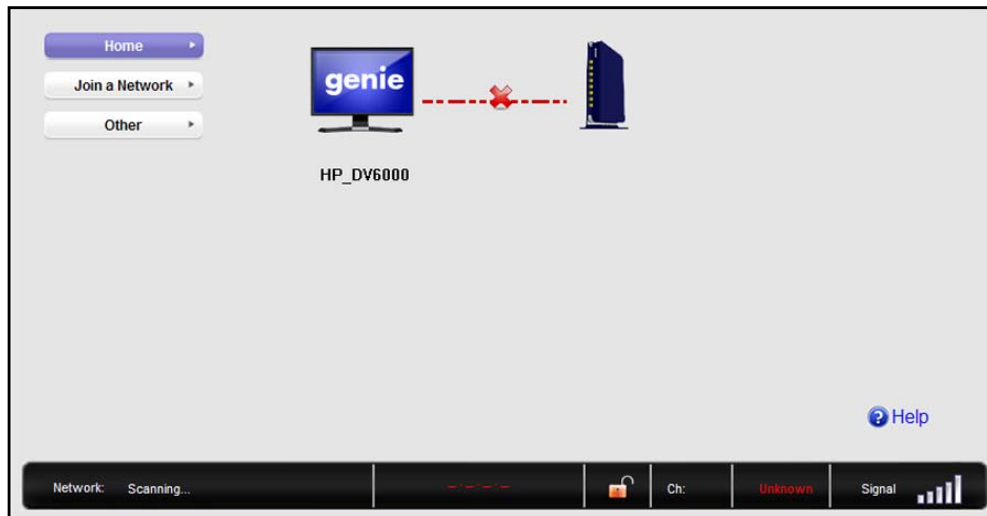 Home
Join a Network
Other
genie
HP_DV6000
? Help
Network: Scanning... -.-.-.- Ch: Unknown Signal